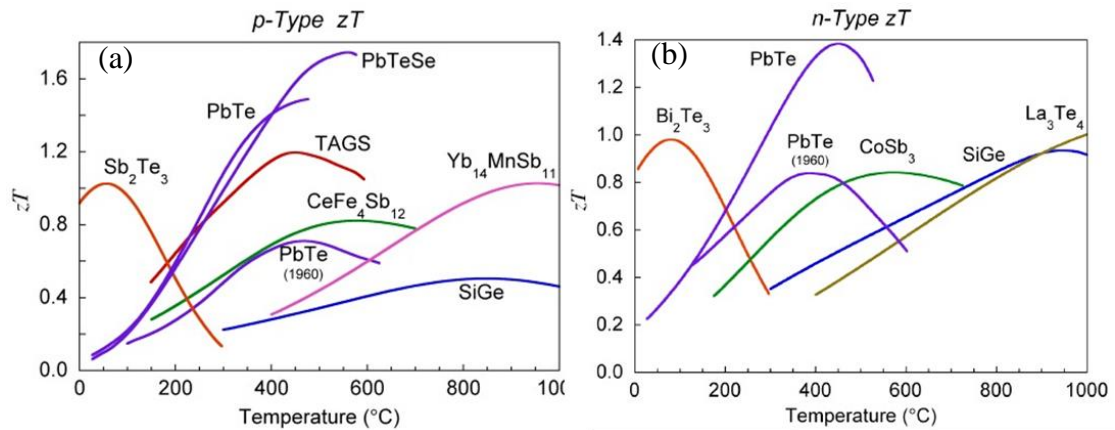 p-Type zT
(a)
PbTeSe
PbTe
TAGS
Sb2Te3
Yb14MnSb11
CeFe4Sb12
PbTe
(1960)
SiGe
zT
1.6
1.2
0.8
0.4
0.0
0 200 400 600 800 1000
Temperature (°C)
n-Type zT
(b)
PbTe
La3Te4
Bi2Te3
PbTe
(1960)
CoSb3
SiGe
zT
1.4
1.2
1.0
0.8
0.6
0.4
0.2
0.0
0 200 400 600 800 1000
Temperature (°C)